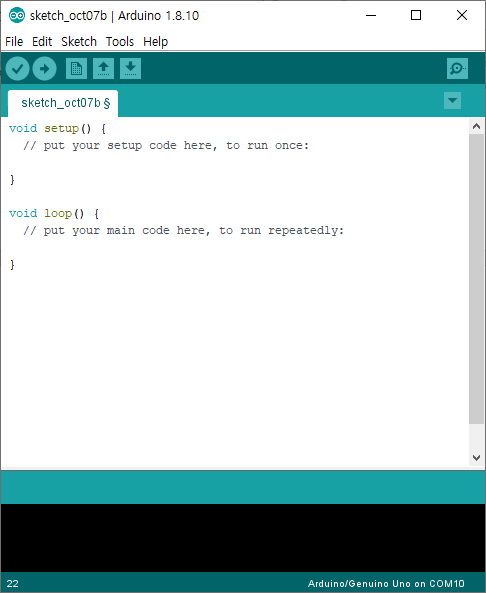 sketch_oct07b | Arduino 1.8.10
File Edit Sketch Tools Help
sketch_oct07b §
void setup() {
  // put your setup code here, to run once:
}
void loop() {
  // put your main code here, to run repeatedly:
}
22 Arduino/Genuino Uno on COM10